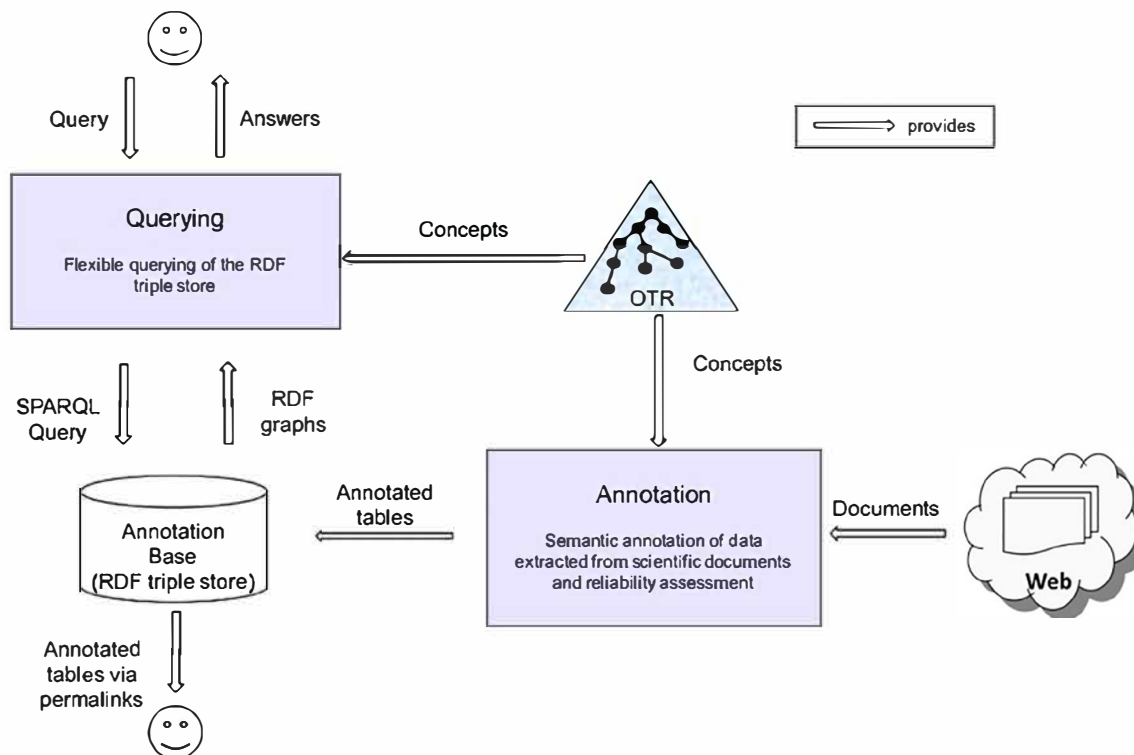 Query
Answers
provides
Querying
Flexible querying of the RDF
triple store
Concepts
OTR
Concepts
SPARQL
Query
RDF
graphs
Annotation
Base
(RDF triple store)
Annotated
tables
Annotation
Semantic annotation of data
extracted from scientific documents
and reliability assessment
Documents
Web
Annotated
tables via
permalinks